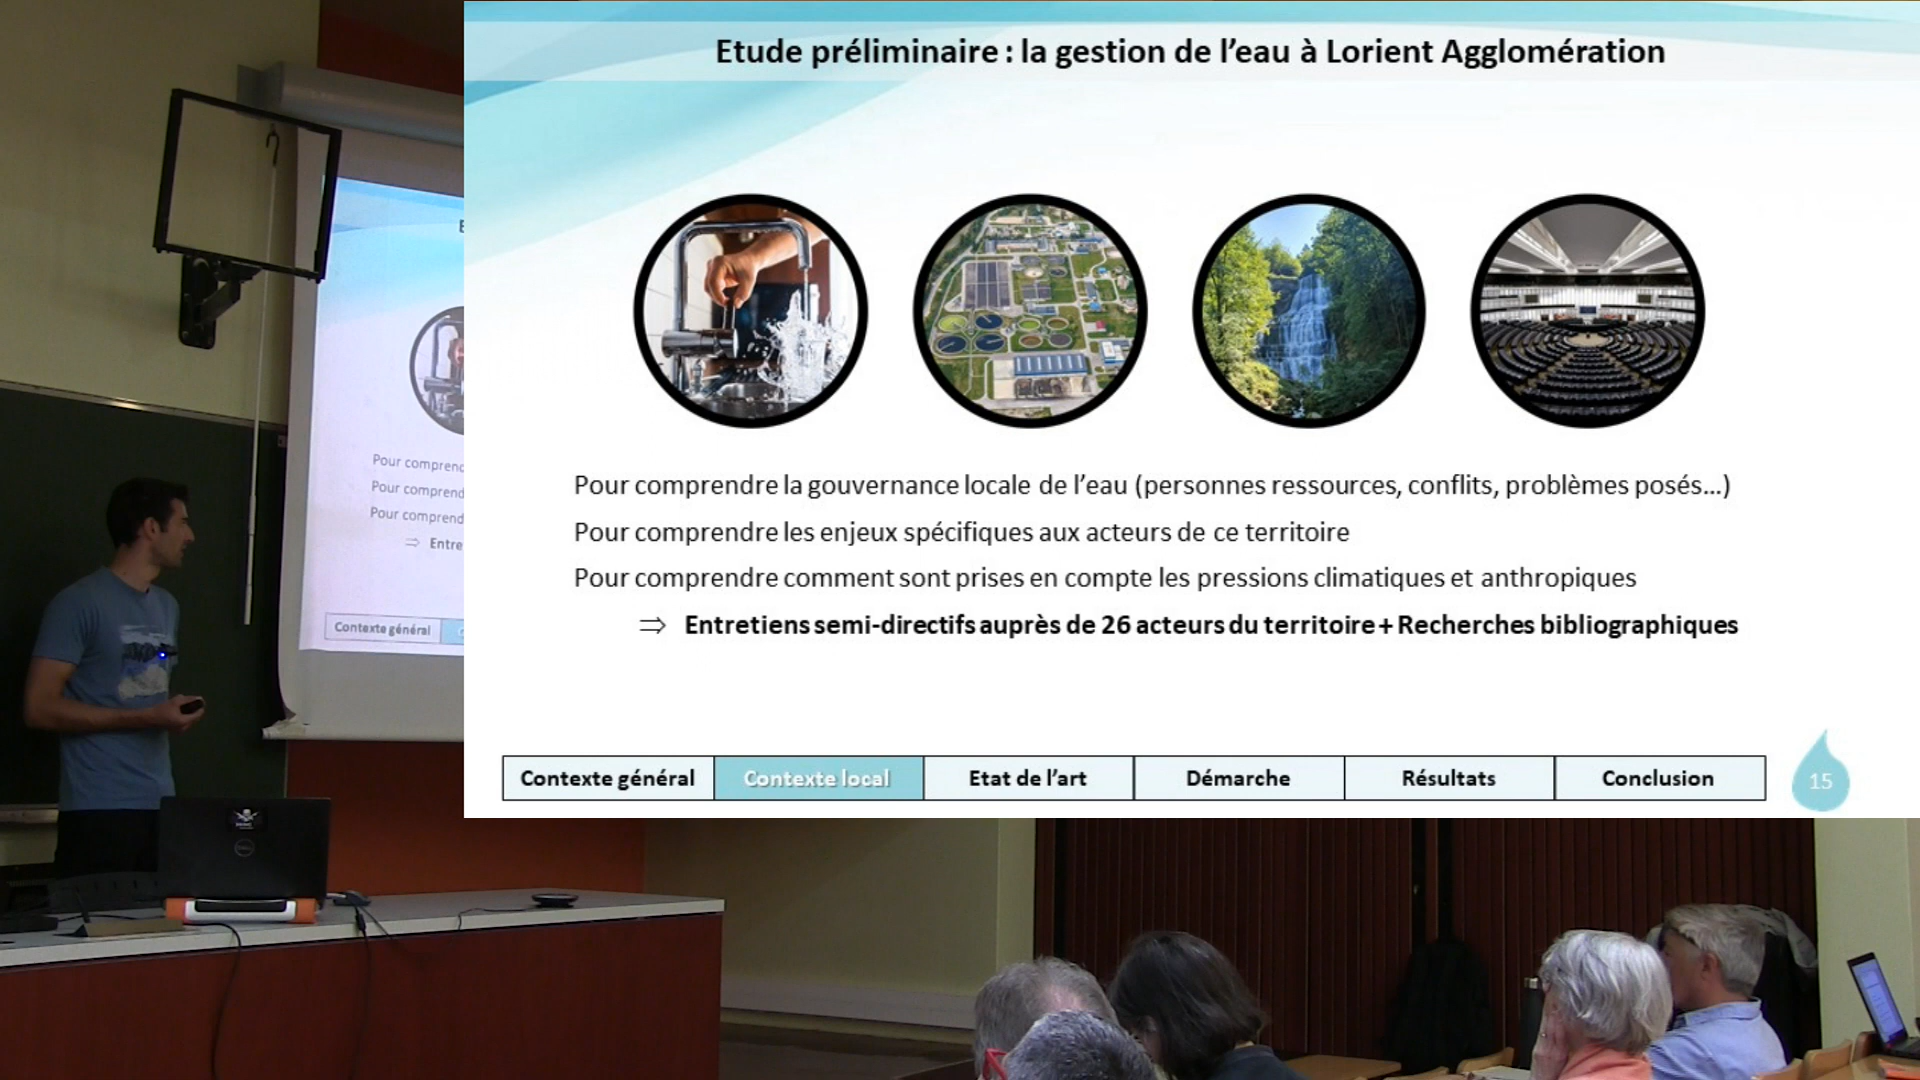 Etude préliminaire : la gestion de l'eau à Lorient Agglomération
Pour comprendre la gouvernance locale de l'eau (personnes ressources, conflits, problèmes posés...)
Pour comprendre les enjeux spécifiques aux acteurs de ce territoire
Pour comprendre comment sont prises en compte les pressions climatiques et anthropiques
⇒ Entretiens semi-directifs auprès de 26 acteurs du territoire + Recherches bibliographiques
Contexte général
Contexte local
Etat de l'art
Démarche
Résultats
Conclusion
15
E
Pour comprend
Pour comprend
Pour comprend
⇒ Entre
Contexte général
DELL